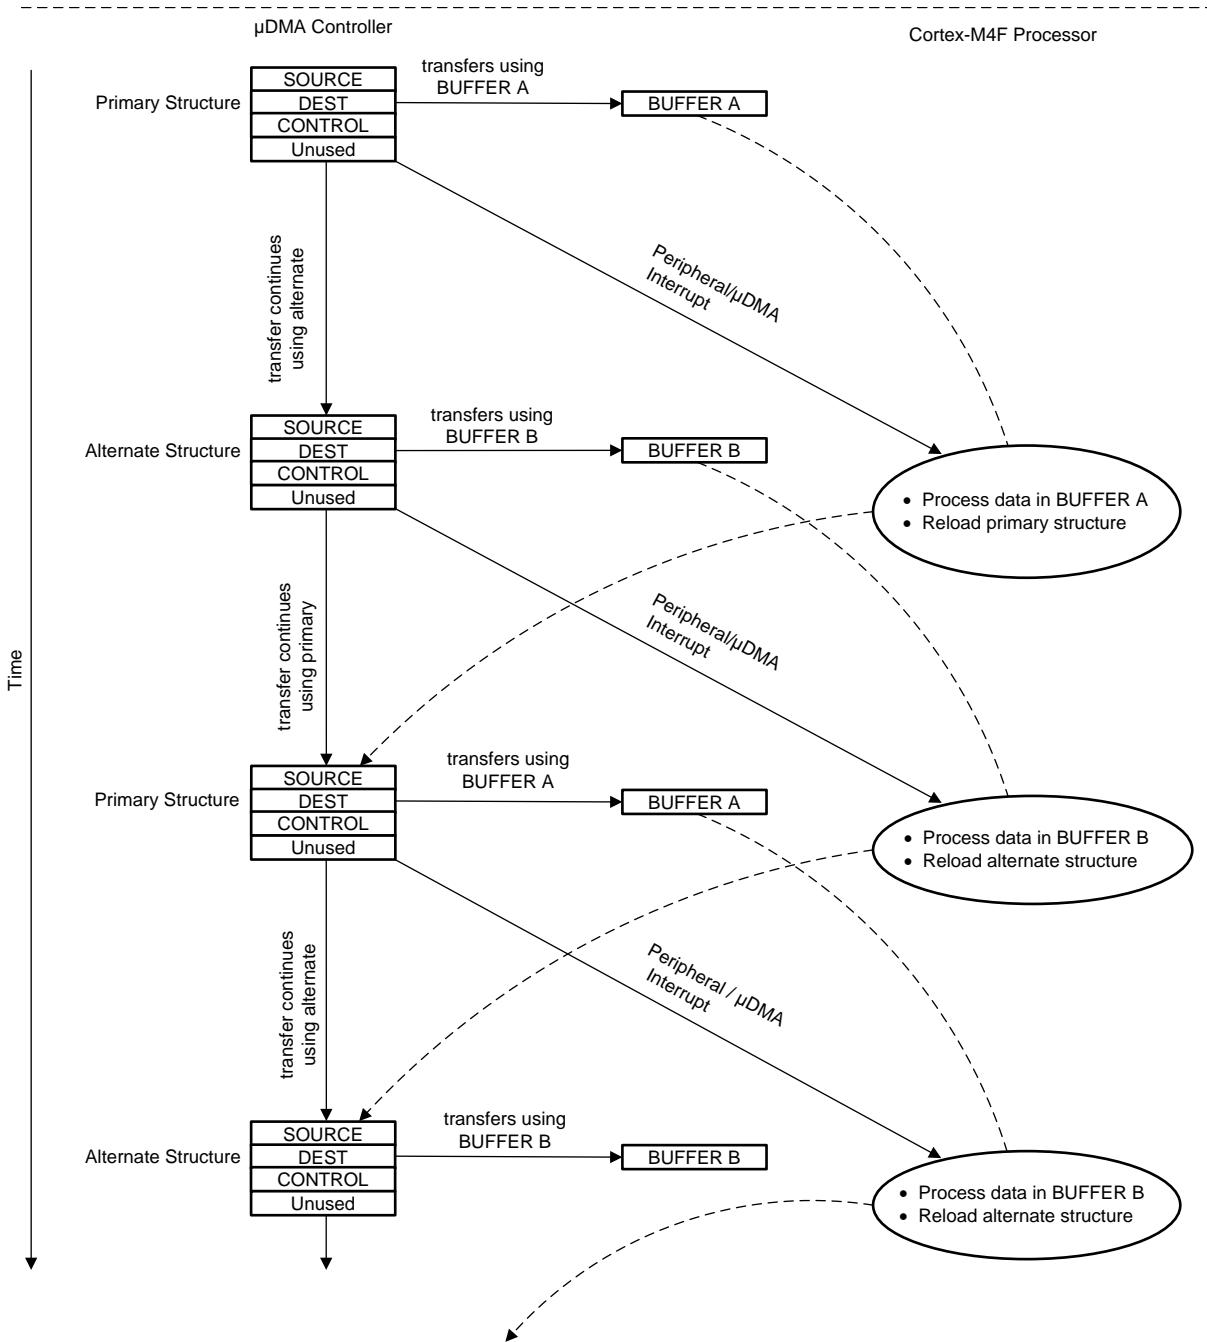 µDMA Controller
Cortex-M4F Processor
Time
Primary Structure
SOURCE
DEST
CONTROL
Unused
transfers using
BUFFER A
BUFFER A
transfer continues
using alternate
Peripheral/µDMA
Interrupt
Alternate Structure
SOURCE
DEST
CONTROL
Unused
transfers using
BUFFER B
BUFFER B
• Process data in BUFFER A
• Reload primary structure
transfer continues
using primary
Peripheral/µDMA
Interrupt
Primary Structure
SOURCE
DEST
CONTROL
Unused
transfers using
BUFFER A
BUFFER A
• Process data in BUFFER B
• Reload alternate structure
transfer continues
using alternate
Peripheral / µDMA
Interrupt
Alternate Structure
SOURCE
DEST
CONTROL
Unused
transfers using
BUFFER B
BUFFER B
• Process data in BUFFER B
• Reload alternate structure